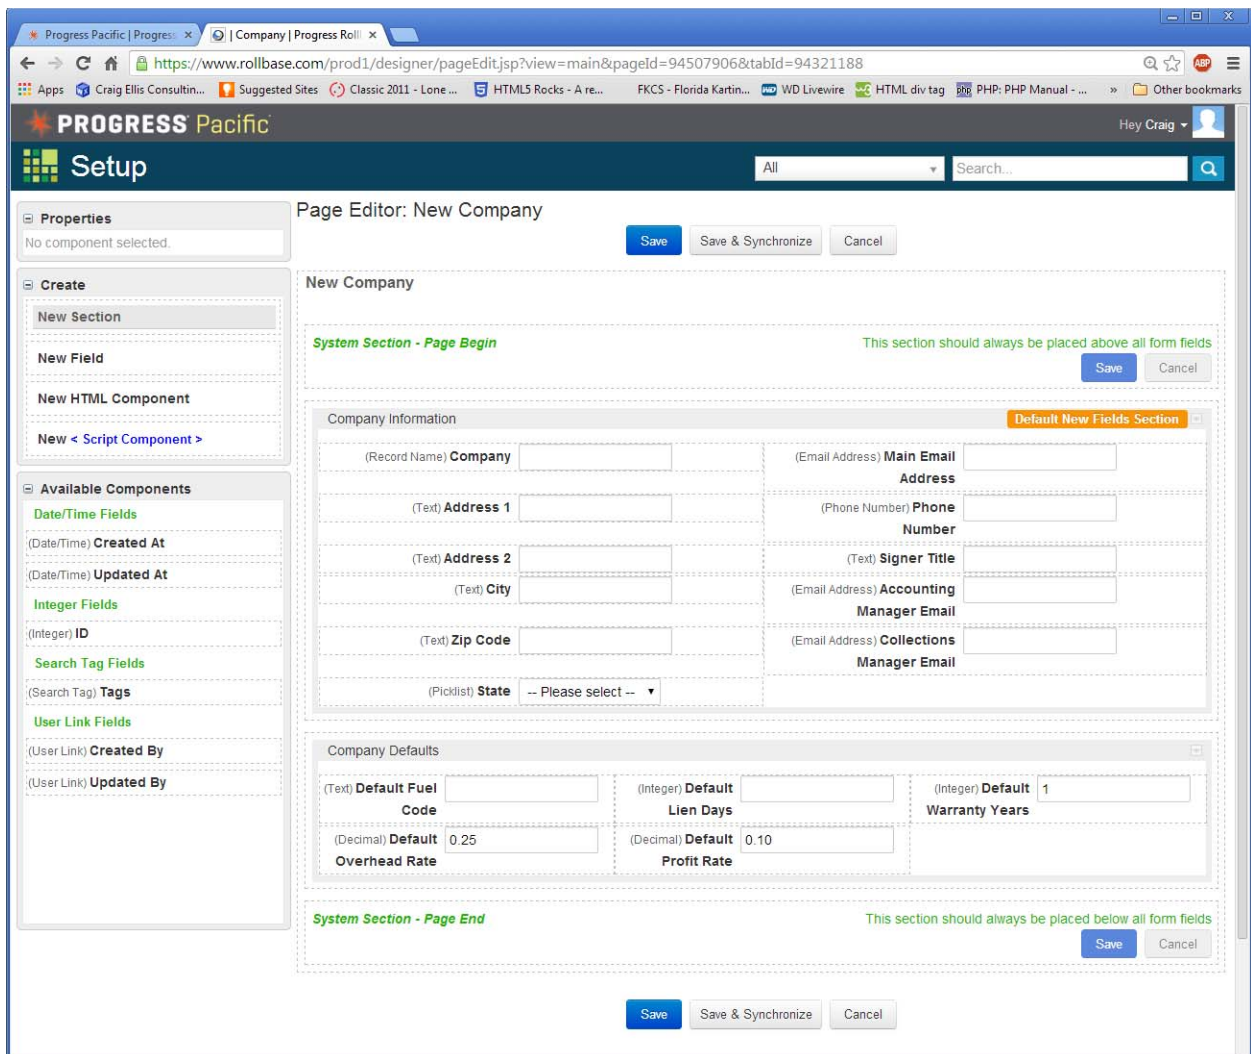 Progress Pacific | Progress
| Company | Progress Roll
https://www.rollbase.com/prod1/designer/pageEdit.jsp?view=main&pageId=94507906&tabId=94321188
ABP
Apps Craig Ellis Consultin... Suggested Sites Classic 2011 - Lone ... HTML5 Rocks - A re... FKCS - Florida Kartin... WD Livewire HTML div tag PHP: PHP Manual - ... » Other bookmarks
PROGRESS Pacific
Hey Craig
Setup
All
Search...
Properties
No component selected.
Create
New Section
New Field
New HTML Component
New < Script Component >
Available Components
Date/Time Fields
(Date/Time) Created At
(Date/Time) Updated At
Integer Fields
(Integer) ID
Search Tag Fields
(Search Tag) Tags
User Link Fields
(User Link) Created By
(User Link) Updated By
Page Editor: New Company
Save Save & Synchronize Cancel
New Company
System Section - Page Begin This section should always be placed above all form fields
Save Cancel
Company Information Default New Fields Section
(Record Name) Company (Email Address) Main Email
Address
(Text) Address 1 (Phone Number) Phone
Number
(Text) Address 2 (Text) Signer Title
(Text) City (Email Address) Accounting
Manager Email
(Text) Zip Code (Email Address) Collections
Manager Email
(Picklist) State -- Please select --
Company Defaults
(Text) Default Fuel (Integer) Default (Integer) Default 1
Code Lien Days Warranty Years
(Decimal) Default 0.25 (Decimal) Default 0.10
Overhead Rate Profit Rate
System Section - Page End This section should always be placed below all form fields
Save Cancel
Save Save & Synchronize Cancel